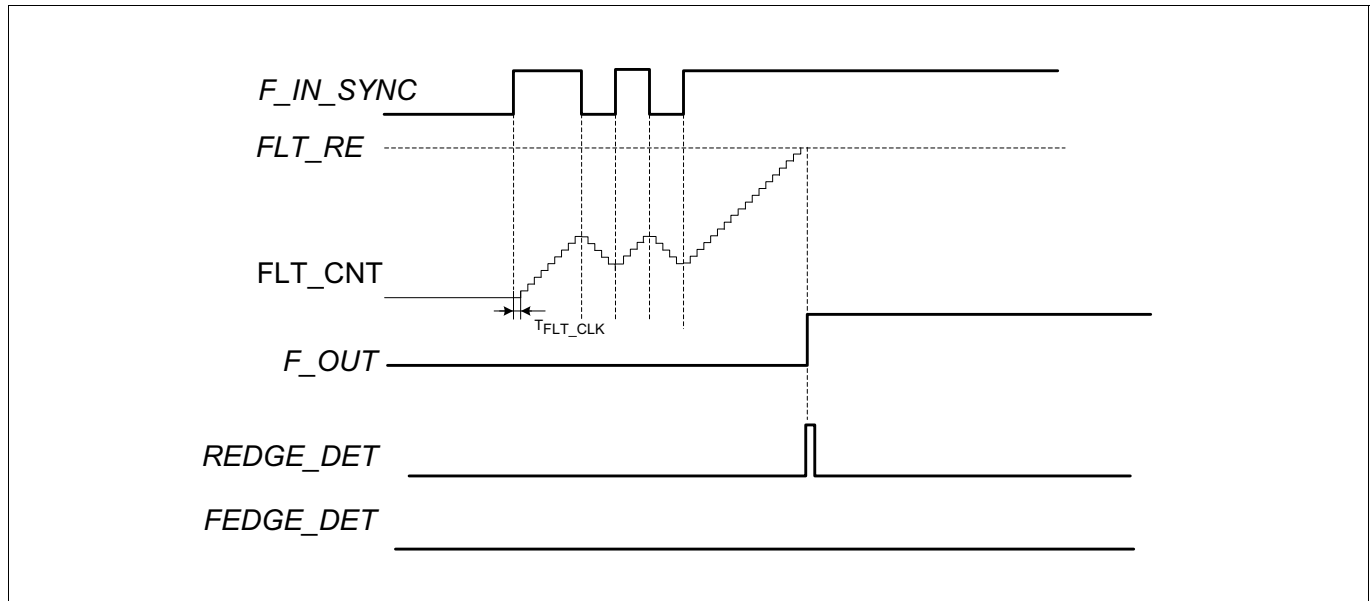 F_IN_SYNC
FLT_RE
FLT_CNT
TFLT_CLK
F_OUT
REDGE_DET
FEDGE_DET